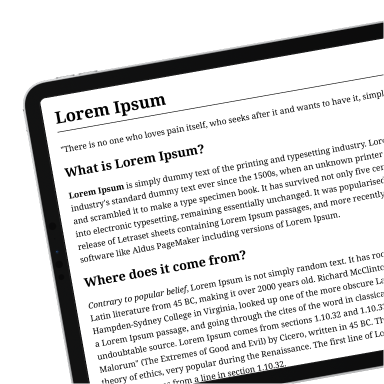 Lorem Ipsum
"There is no one who loves pain itself, who seeks after it and wants to have it, simpl
What is Lorem Ipsum?
Lorem Ipsum is simply dummy text of the printing and typesetting industry. Lore
industry's standard dummy text ever since the 1500s, when an unknown printer
and scrambled it to make a type specimen book. It has survived not only five cen
into electronic typesetting, remaining essentially unchanged. It was popularised
release of Letraset sheets containing Lorem Ipsum passages, and more recently
software like Aldus PageMaker including versions of Lorem Ipsum.
Where does it come from?
Contrary to popular belief, Lorem Ipsum is not simply random text. It has roo
Latin literature from 45 BC, making it over 2000 years old. Richard McClinto
Hampden-Sydney College in Virginia, looked up one of the more obscure La
a Lorem Ipsum passage, and going through the cites of the word in classica
undoubtable source. Lorem Ipsum comes from sections 1.10.32 and 1.10.3
Malorum" (The Extremes of Good and Evil) by Cicero, written in 45 BC. Th
theory of ethics, very popular during the Renaissance. The first line of Lo
es from a line in section 1.10.32.